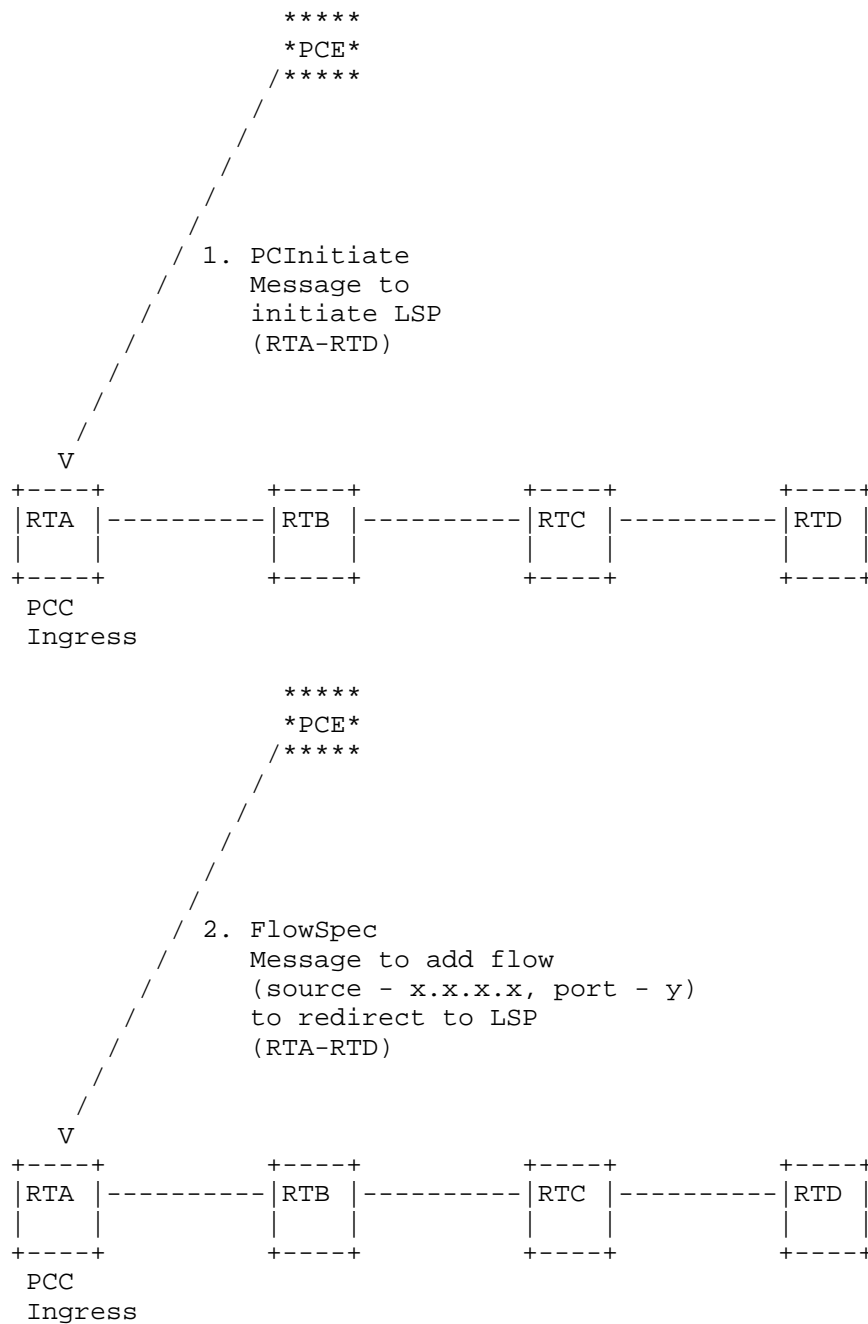 *****
*PCE*
*****
1. PCInitiate
Message to
initiate LSP
(RTA-RTD)
V
RTA RTB RTC RTD
PCC
Ingress
*****
*PCE*
*****
2. FlowSpec
Message to add flow
(source - x.x.x.x, port - y)
to redirect to LSP
(RTA-RTD)
V
RTA RTB RTC RTD
PCC
Ingress